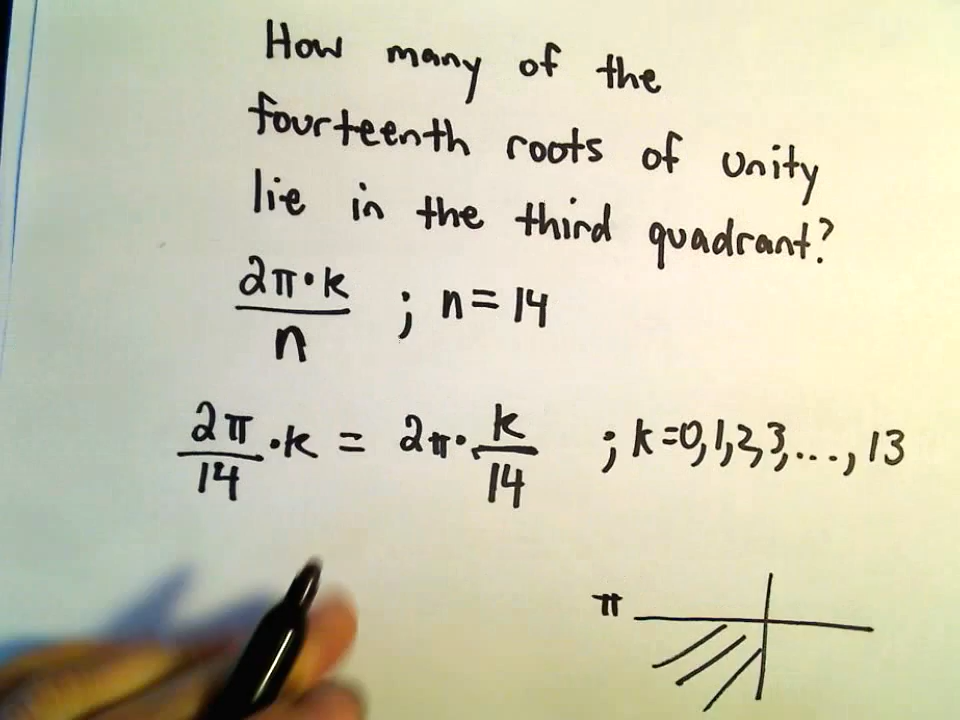 How many of the
fourteenth roots of unity
lie in the third quadrant?
2π·k/n ; n=14
2π/14 ·k = 2π· k/14 ; k=0,1,2,3,...,13
π